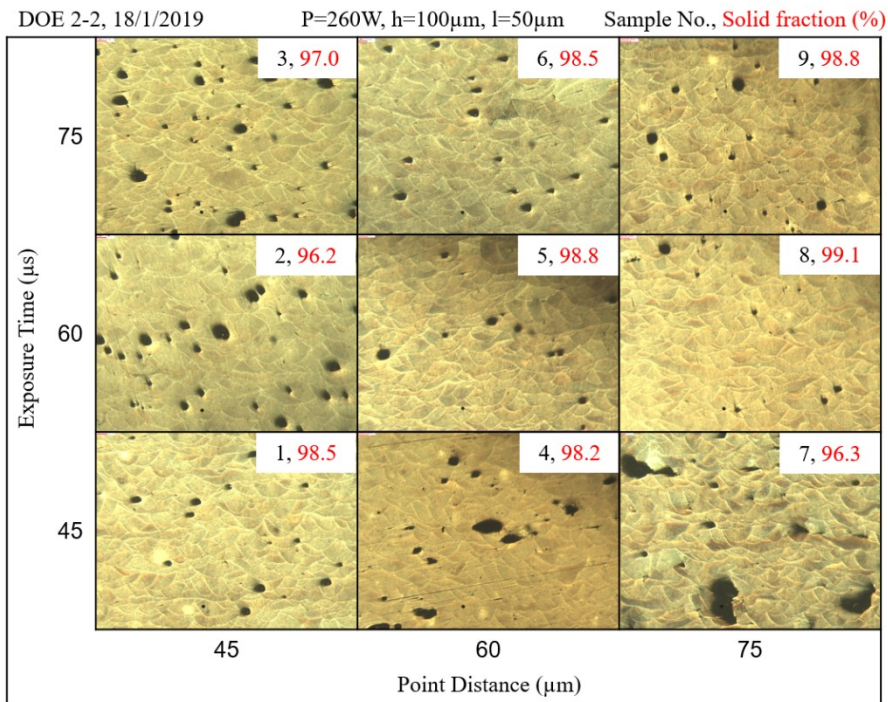 DOE 2-2, 18/1/2019 P=260W, h=100µm, l=50µm Sample No., Solid fraction (%)
3, 97.0 6, 98.5 9, 98.8
75
2, 96.2 5, 98.8 8, 99.1
60
Exposure Time (µs)
1, 98.5 4, 98.2 7, 96.3
45
45 60 75
Point Distance (µm)